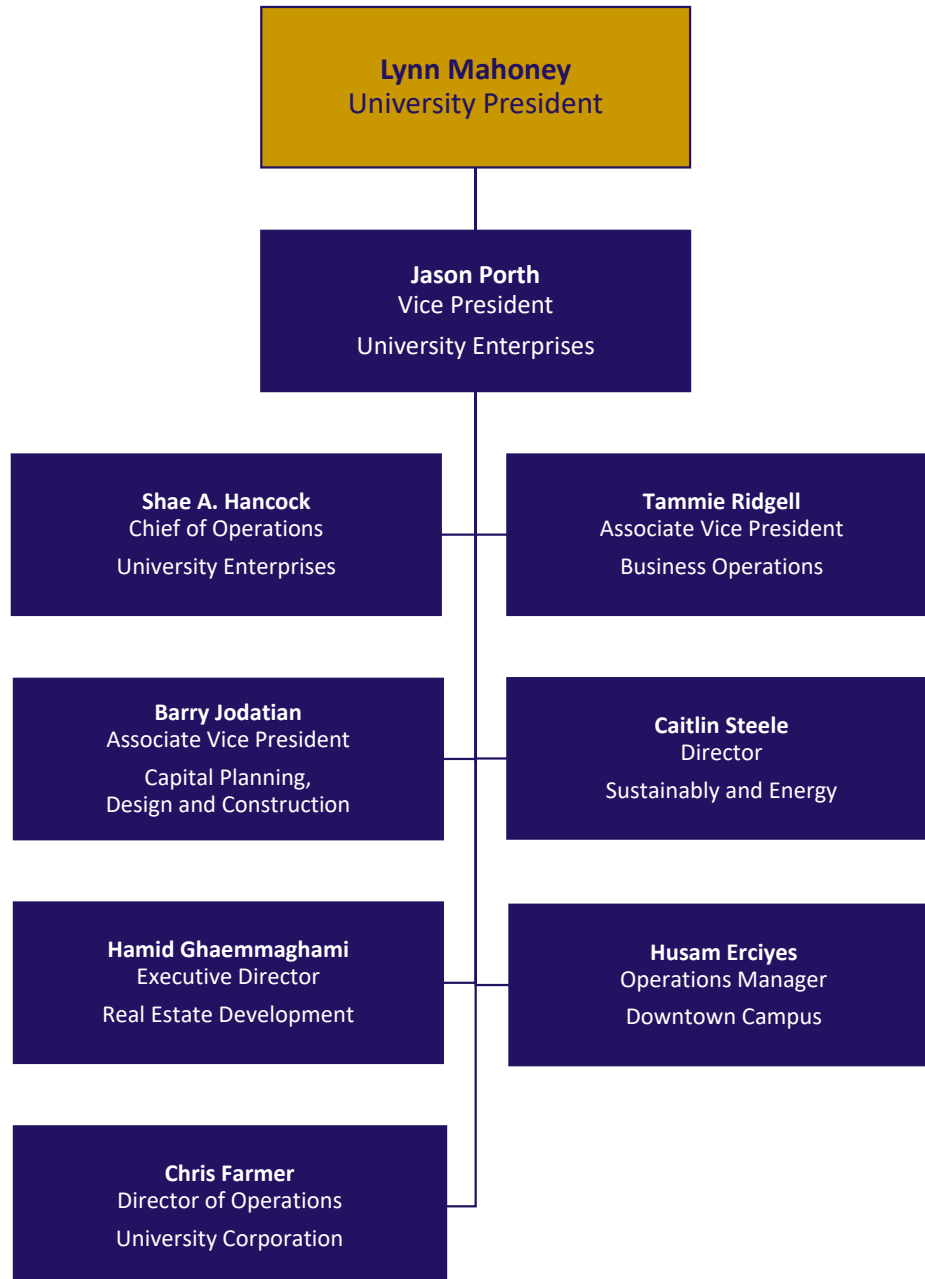 Lynn Mahoney
University President
Jason Porth
Vice President
University Enterprises
Shae A. Hancock
Chief of Operations
University Enterprises
Tammie Ridgell
Associate Vice President
Business Operations
Barry Jodatian
Associate Vice President
Capital Planning,
Design and Construction
Caitlin Steele
Director
Sustainably and Energy
Hamid Ghaemmaghami
Executive Director
Real Estate Development
Husam Erciyes
Operations Manager
Downtown Campus
Chris Farmer
Director of Operations
University Corporation